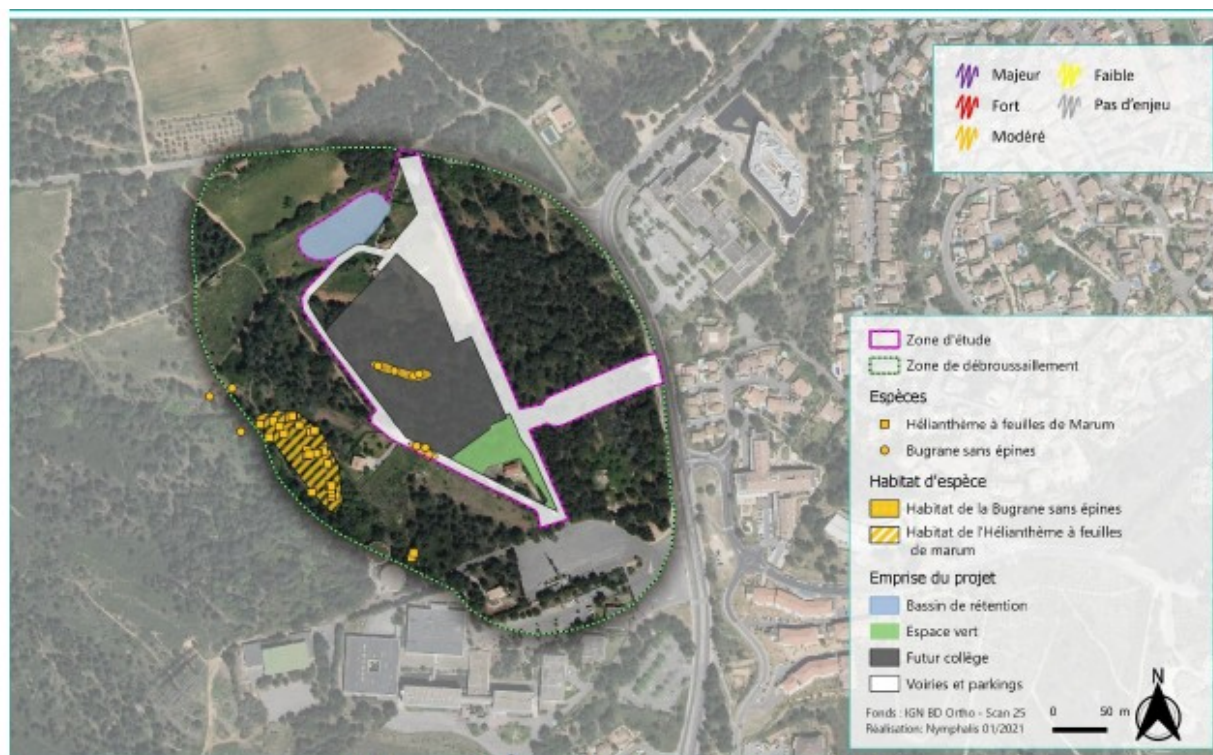 Majeur
Faible
Fort
Pas d'enjeu
Modéré
Zone d'étude
Zone de débroussaillement
Espèces
Hélianthème à feuilles de Marum
Bugrane sans épines
Habitat d'espèce
Habitat de la Bugrane sans épines
Habitat de l'Hélianthème à feuilles
de marum
Emprise du projet
Bassin de rétention
Espace vert
Futur collège
Voiries et parkings
Fonds : IGN BD Ortho - Scan 25
Réalisation: Nymphalis 01/2021
0 50 m
N